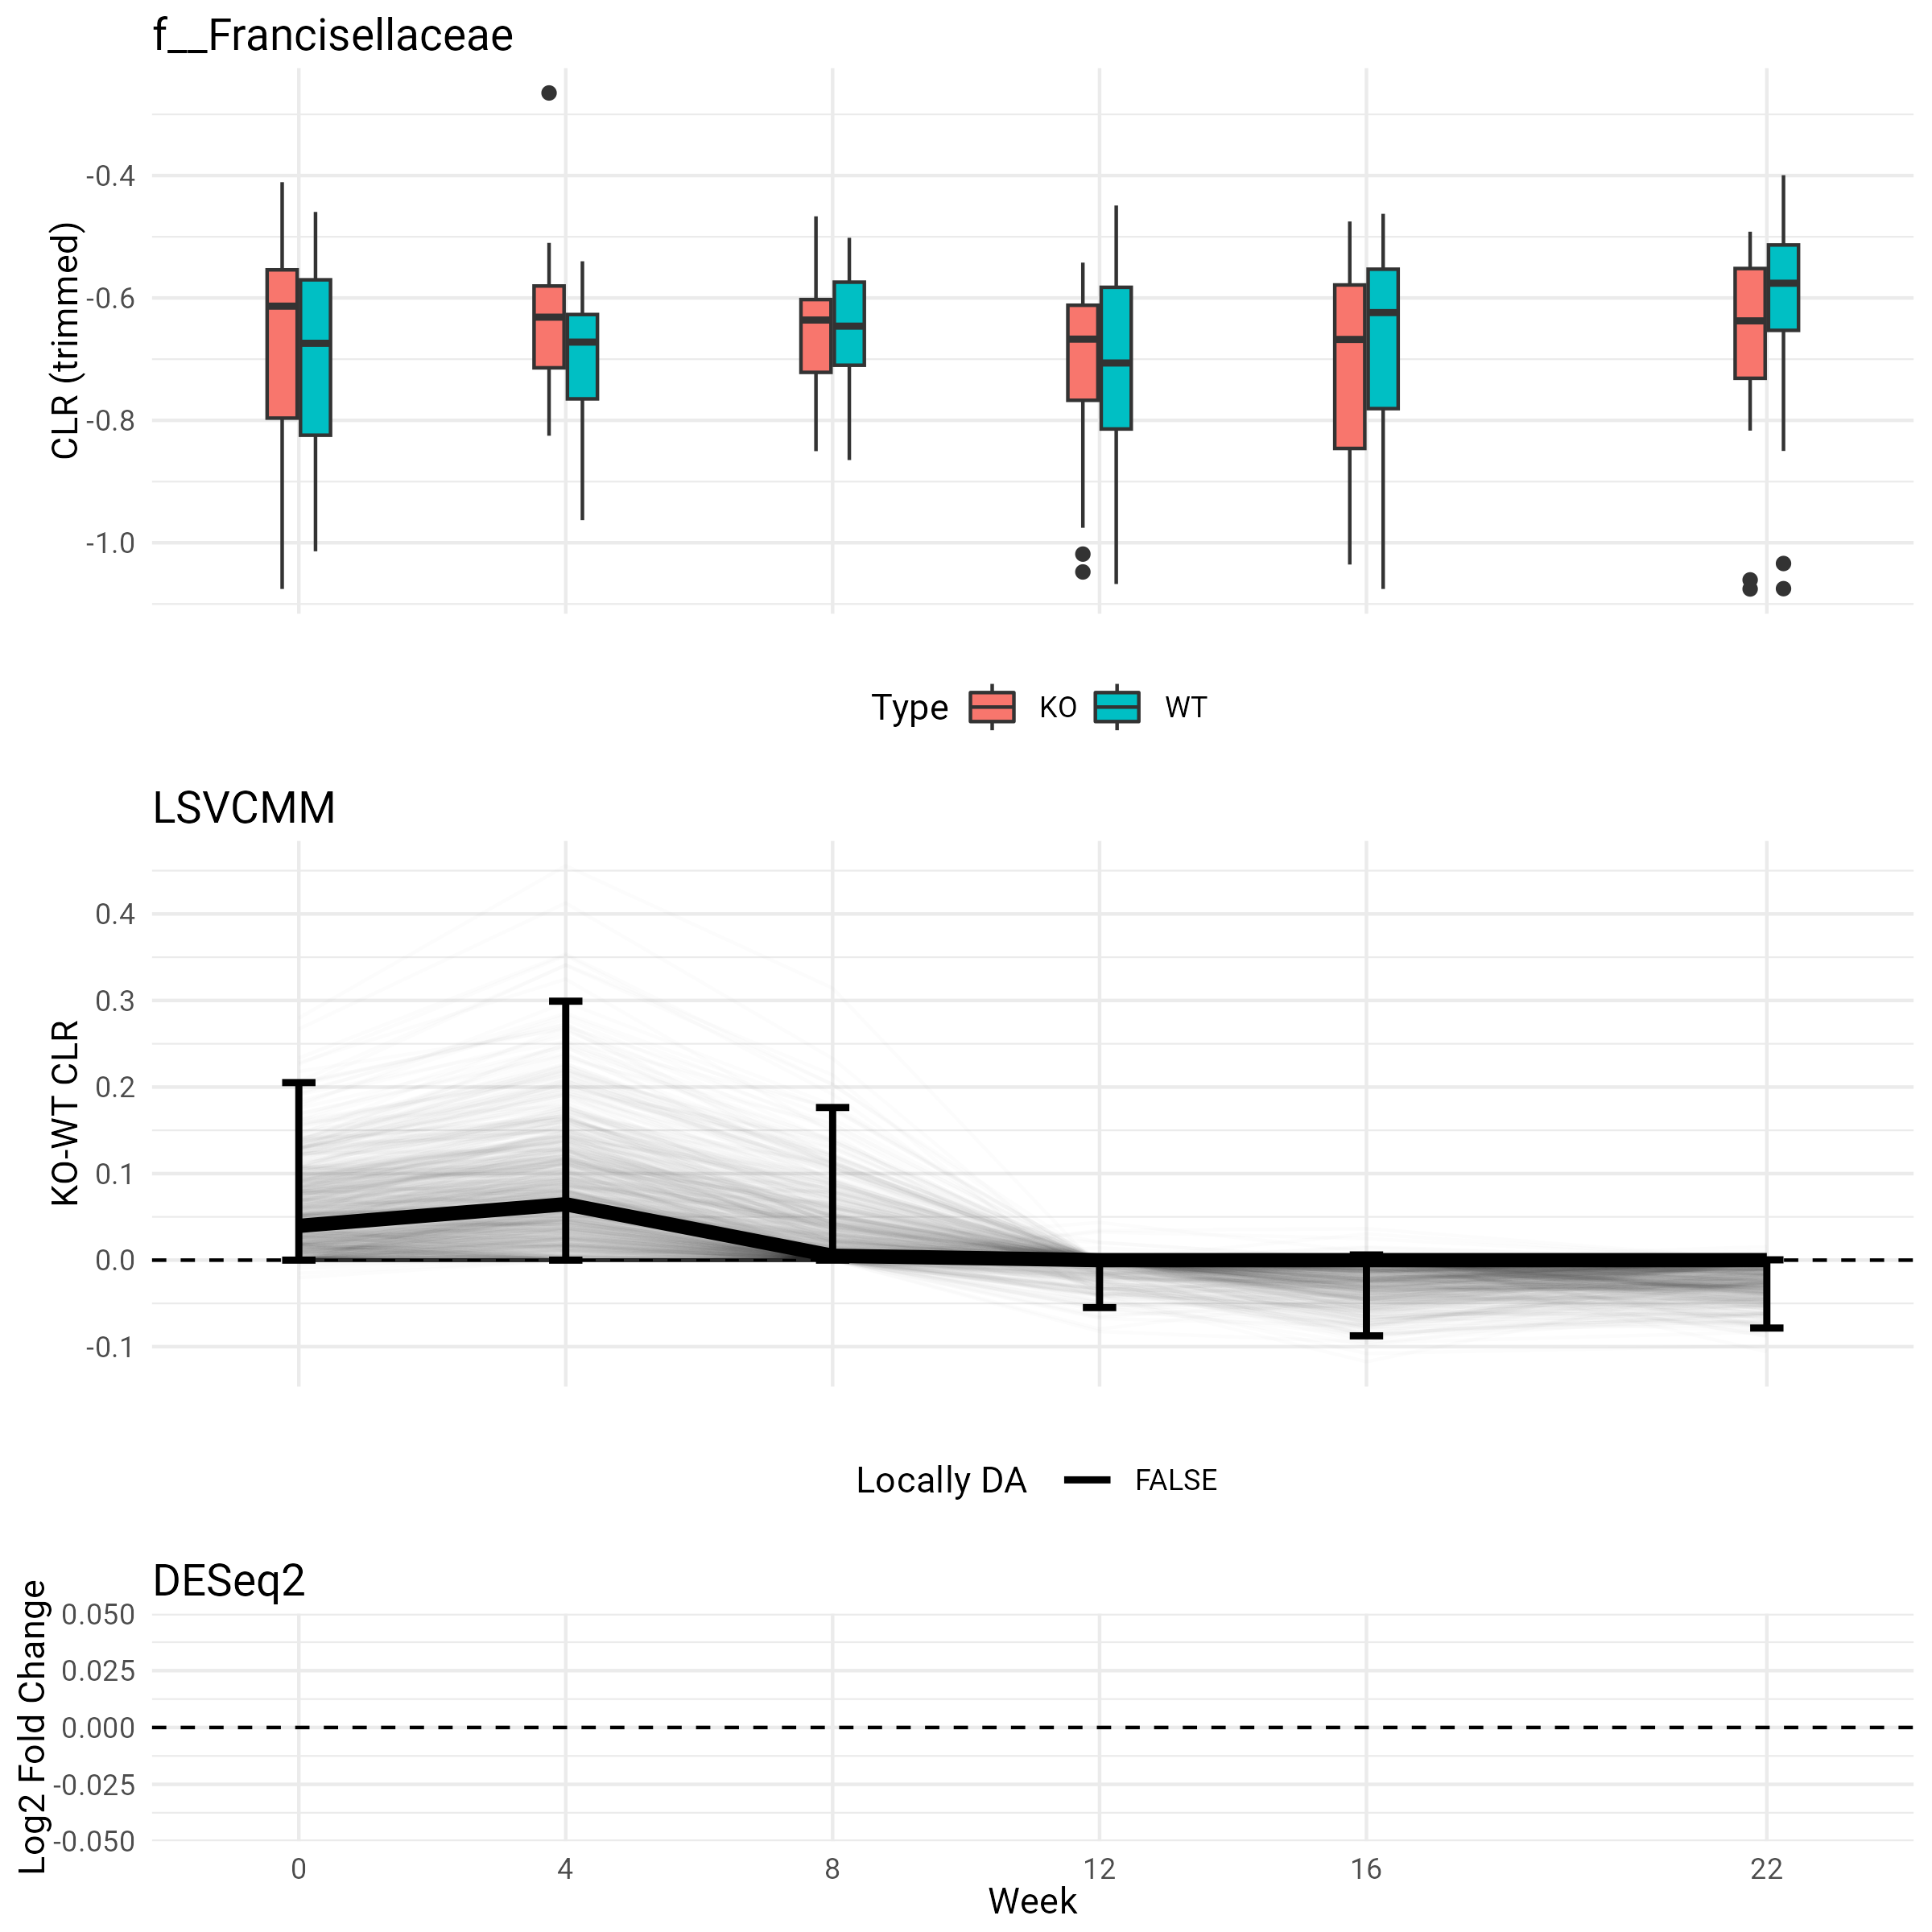 f__Francisellaceae
CLR (trimmed)
-0.4
-0.6
-0.8
-1.0
Type KO WT
LSVCMM
KO-WT CLR
0.4
0.3
0.2
0.1
0.0
-0.1
Locally DA FALSE
DESeq2
Log2 Fold Change
0.050
0.025
0.000
-0.025
-0.050
0 4 8 12 16 22
Week